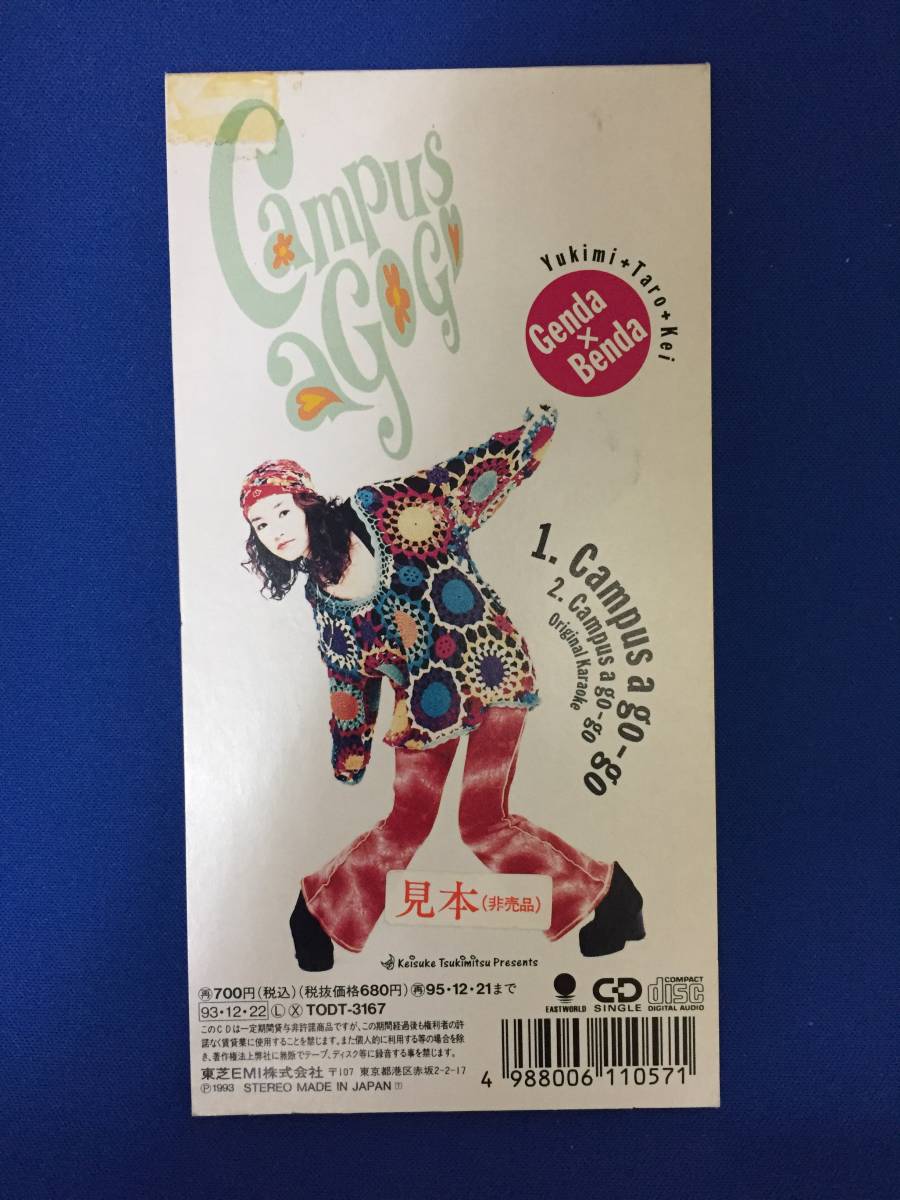 Campus
a GO GO
Yukimi+Taro+Kei
Genda
×
Benda
1. Campus a go-go
2. Campus a go-go
Original Karaoke
見本(非売品)
Keisuke Tsukimitsu Presents
再700円(税込)(税抜価格680円)再95・12・21まで
93・12・22 L X TODT-3167
このCDは一定期間貸与非許諾商品ですが、この期間経過後も権利者の許
諾なく賃貸業に使用することを禁じます。また個人的に利用する等の場合を除
き、著作権法上弊社に無断でテープ、ディスク等に録音する事を禁じます。
東芝EMI株式会社 〒107 東京都港区赤坂2-2-17
Ⓟ1993 STEREO MADE IN JAPAN
EASTWORLD
CD
SINGLE
COMPACT
disc
DIGITAL AUDIO
4 988006 110571